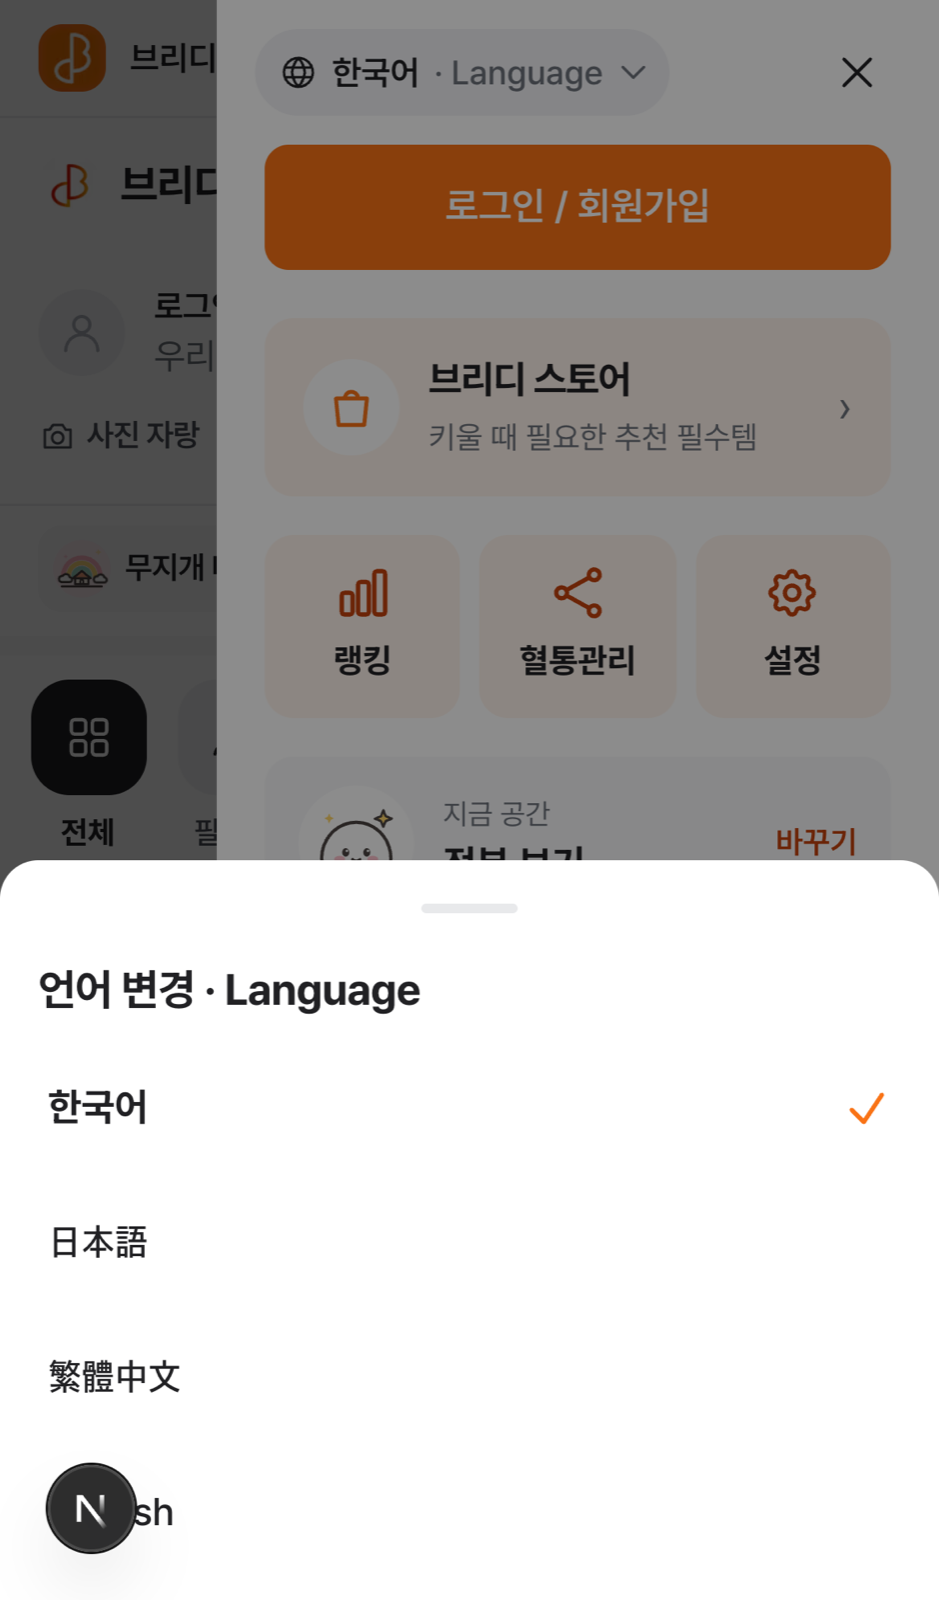 브리디
한국어 · Language
브리디
로그인 / 회원가입
우리
브리디 스토어
키울 때 필요한 추천 필수템
사진 자랑
무지개
랭킹
혈통관리
설정
전체
지금 공간
전부 보기
바꾸기
언어 변경 · Language
한국어
日本語
繁體中文
N
sh